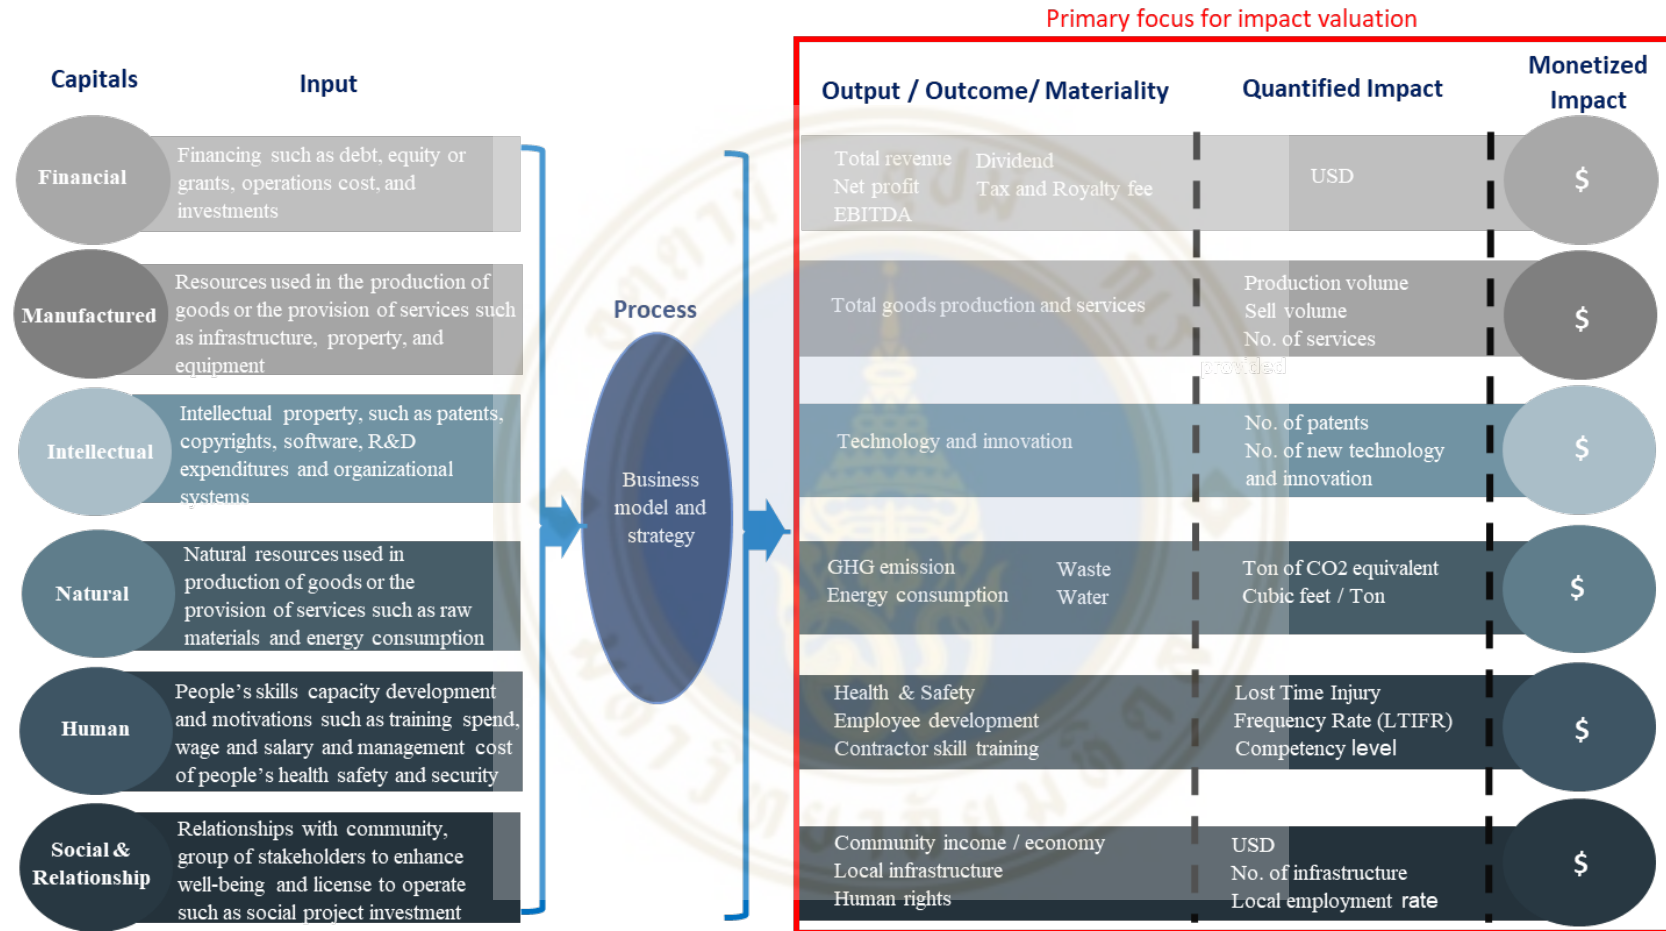 Primary focus for impact valuation
Capitals
Input
Output / Outcome/ Materiality
Quantified Impact
Monetized
Impact
Financial
Financing such as debt, equity or
grants, operations cost, and
investments
Total revenue
Net profit
EBITDA
Dividend
Tax and Royalty fee
USD
$
Manufactured
Resources used in the production of
goods or the provision of services such
as infrastructure, property, and
equipment
Total goods production and services
Production volume
Sell volume
No. of services
provided
$
Process
Business
model and
strategy
Intellectual
Intellectual property, such as patents,
copyrights, software, R&D
expenditures and organizational
systems
Technology and innovation
No. of patents
No. of new technology
and innovation
$
Natural
Natural resources used in
production of goods or the
provision of services such as raw
materials and energy consumption
GHG emission
Energy consumption
Waste
Water
Ton of CO2 equivalent
Cubic feet / Ton
$
Human
People’s skills capacity development
and motivations such as training spend,
wage and salary and management cost
of people’s health safety and security
Health & Safety
Employee development
Contractor skill training
Lost Time Injury
Frequency Rate (LTIFR)
Competency level
$
Social &
Relationship
Relationships with community,
group of stakeholders to enhance
well-being and license to operate
such as social project investment
Community income / economy
Local infrastructure
Human rights
USD
No. of infrastructure
Local employment rate
$